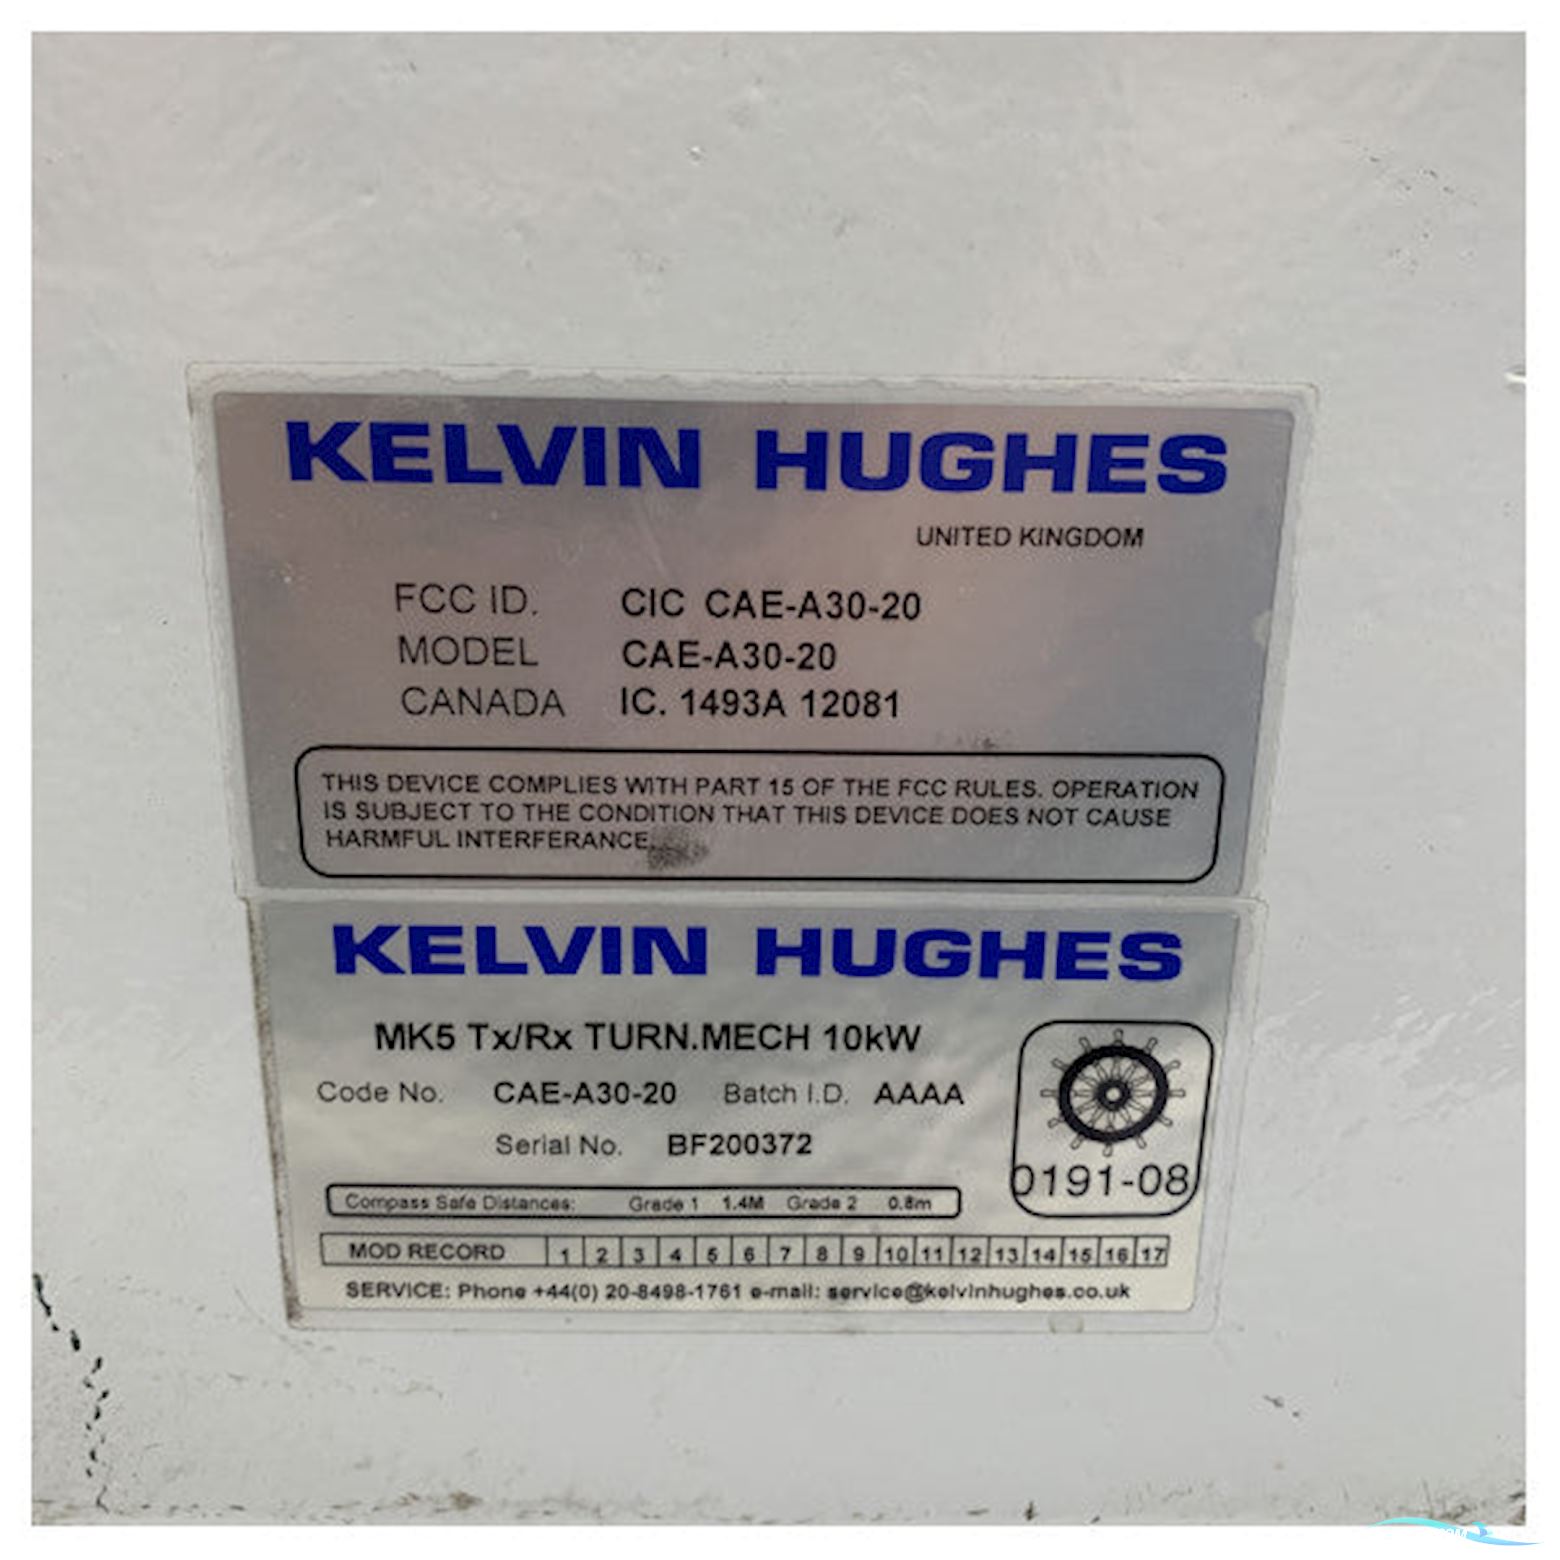 KELVIN HUGHES
UNITED KINGDOM
FCC ID. CIC CAE-A30-20
MODEL CAE-A30-20
CANADA IC. 1493A 12081
THIS DEVICE COMPLIES WITH PART 15 OF THE FCC RULES. OPERATION
IS SUBJECT TO THE CONDITION THAT THIS DEVICE DOES NOT CAUSE
HARMFUL INTERFERENCE.
KELVIN HUGHES
MK5 Tx/Rx TURN.MECH 10kW
Code No. CAE-A30-20 Batch I.D. AAAA
Serial No. BF200372
0191-08
Compass Safe Distances: Grade 1 1.4M Grade 2 0.8m
MOD RECORD 1 2 3 4 5 6 7 8 9 10 11 12 13 14 15 16 17
SERVICE: Phone +44(0) 20-8498-1761 e-mail: service@kelvinhughes.co.uk